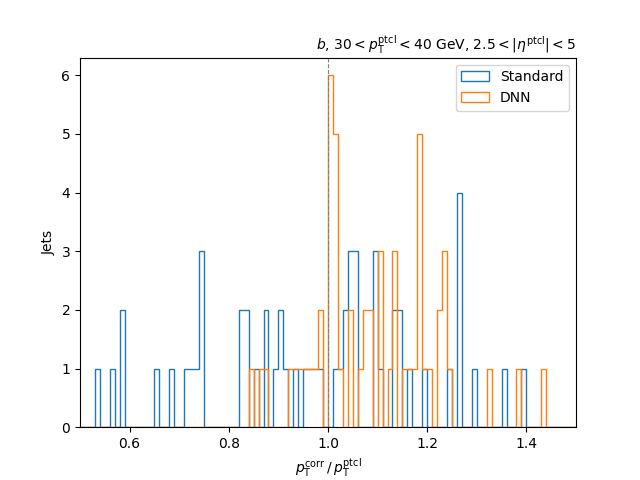 b, 30 < p_T^ptcl < 40 GeV, 2.5 < |η^ptcl| < 5
Standard
DNN
Jets
6
5
4
3
2
1
0
0.6 0.8 1.0 1.2 1.4
p_T^corr / p_T^ptcl